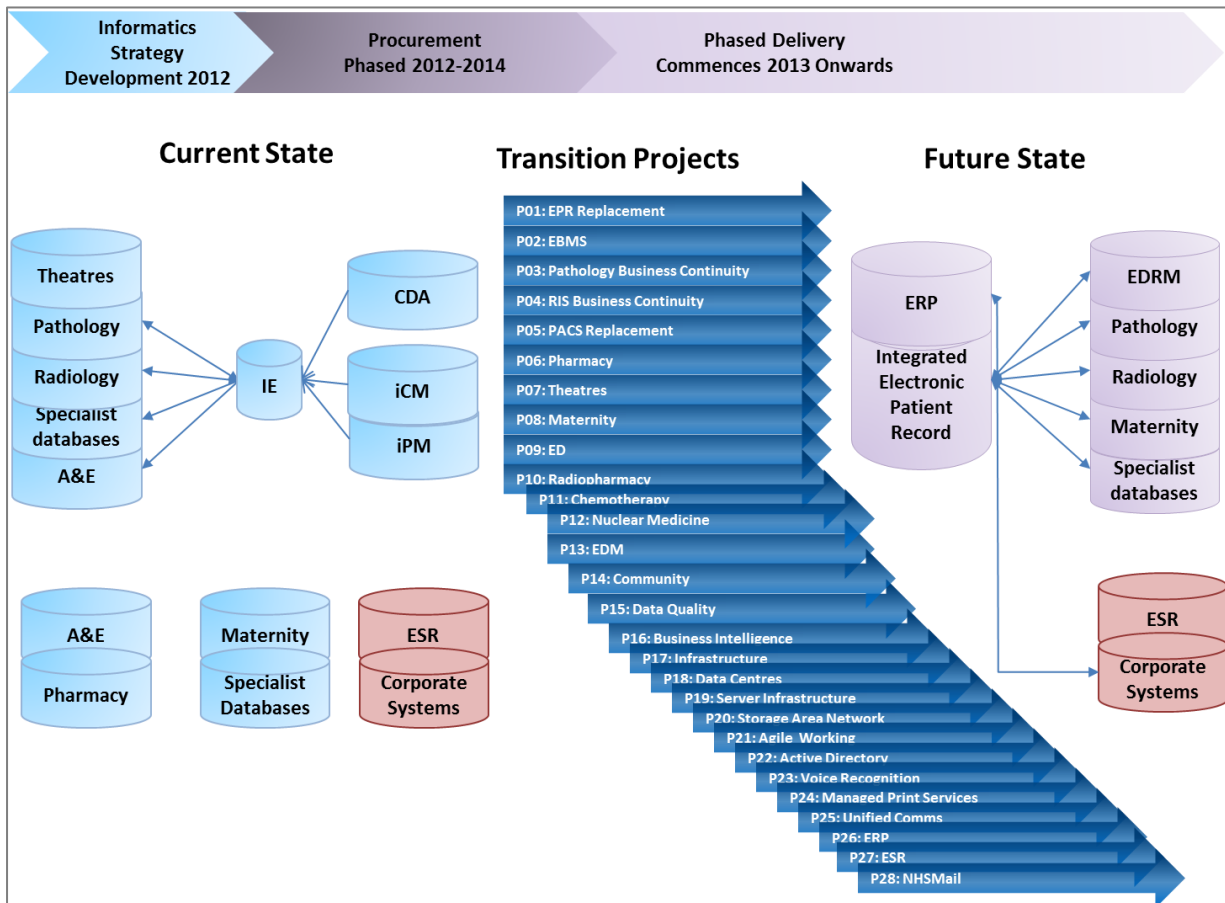 Informatics
Strategy
Development 2012
Procurement
Phased 2012-2014
Phased Delivery
Commences 2013 Onwards
Current State
Transition Projects
Future State
Theatres
Pathology
Radiology
Specialist
databases
A&E
IE
CDA
iCM
iPM
A&E
Pharmacy
Maternity
Specialist
Databases
ESR
Corporate
Systems
P01: EPR Replacement
P02: EBMS
P03: Pathology Business Continuity
P04: RIS Business Continuity
P05: PACS Replacement
P06: Pharmacy
P07: Theatres
P08: Maternity
P09: ED
P10: Radiopharmacy
P11: Chemotherapy
P12: Nuclear Medicine
P13: EDM
P14: Community
P15: Data Quality
P16: Business Intelligence
P17: Infrastructure
P18: Data Centres
P19: Server Infrastructure
P20: Storage Area Network
P21: Agile Working
P22: Active Directory
P23: Voice Recognition
P24: Managed Print Services
P25: Unified Comms
P26: ERP
P27: ESR
P28: NHSMail
ERP
Integrated
Electronic
Patient
Record
EDRM
Pathology
Radiology
Maternity
Specialist
databases
ESR
Corporate
Systems